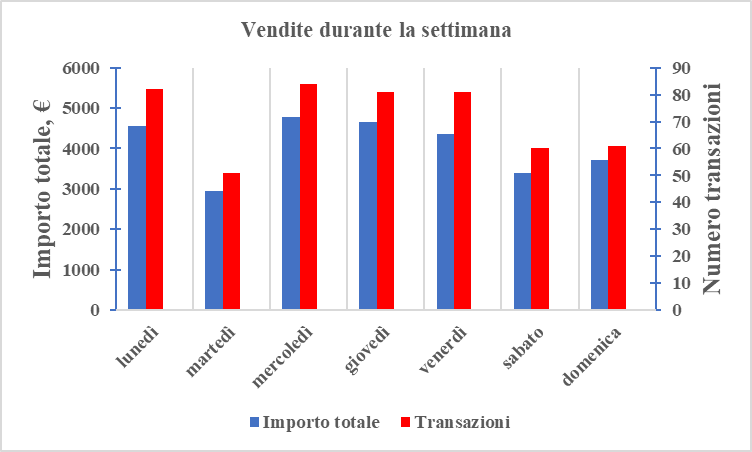 Vendite durante la settimana
6000
5000
4000
3000
2000
1000
0
Importo totale, €
90
80
70
60
50
40
30
20
10
0
Numero transazioni
lunedì
martedì
mercoledì
giovedì
venerdì
sabato
domenica
Importo totale
Transazioni